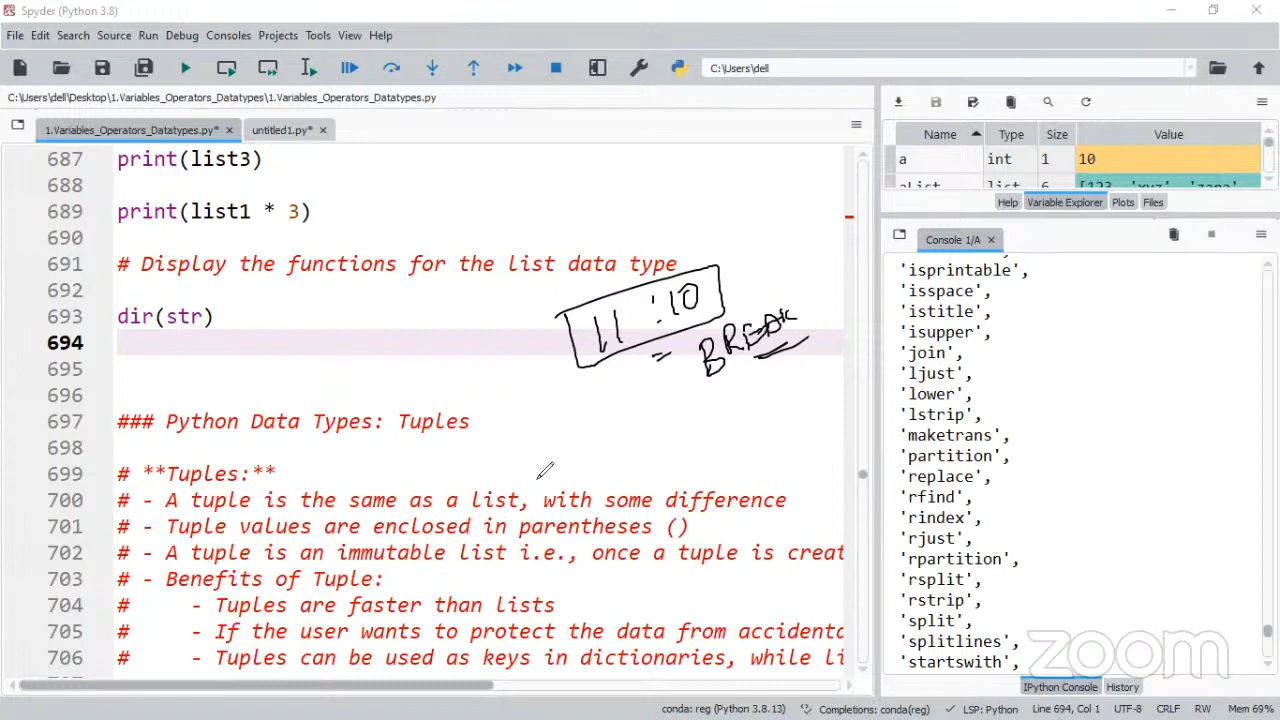 Spyder (Python 3.8)
File Edit Search Source Run Debug Consoles Projects Tools View Help
C:\Users\dell
C:\Users\dell\Desktop\1.Variables_Operators_Datatypes\1.Variables_Operators_Datatypes.py
1.Variables_Operators_Datatypes.py* untitled1.py*
687 print(list3)
688
689 print(list1 * 3)
690
691 # Display the functions for the list data type
692
693 dir(str)
694
695
696
697 ### Python Data Types: Tuples
698
699 # **Tuples:**
700 # - A tuple is the same as a list, with some difference
701 # - Tuple values are enclosed in parentheses ()
702 # - A tuple is an immutable list i.e., once a tuple is creat
703 # - Benefits of Tuple:
704 #     - Tuples are faster than lists
705 #     - If the user wants to protect the data from accidenta
706 #     - Tuples can be used as keys in dictionaries, while li
11:10
= BREAK
Name Type Size Value
a int 1 10
aList list 6 [123, 'xyz', 'zara'
Help Variable Explorer Plots Files
Console 1/A
'isprintable',
'isspace',
'istitle',
'isupper',
'join',
'ljust',
'lower',
'lstrip',
'maketrans',
'partition',
'replace',
'rfind',
'rindex',
'rjust',
'rpartition',
'rsplit',
'rstrip',
'split',
'splitlines',
'startswith',
zoom
IPython Console History
conda: reg (Python 3.8.13) Completions: conda(reg) LSP: Python Line 694, Col 1 UTF-8 CRLF RW Mem 69%